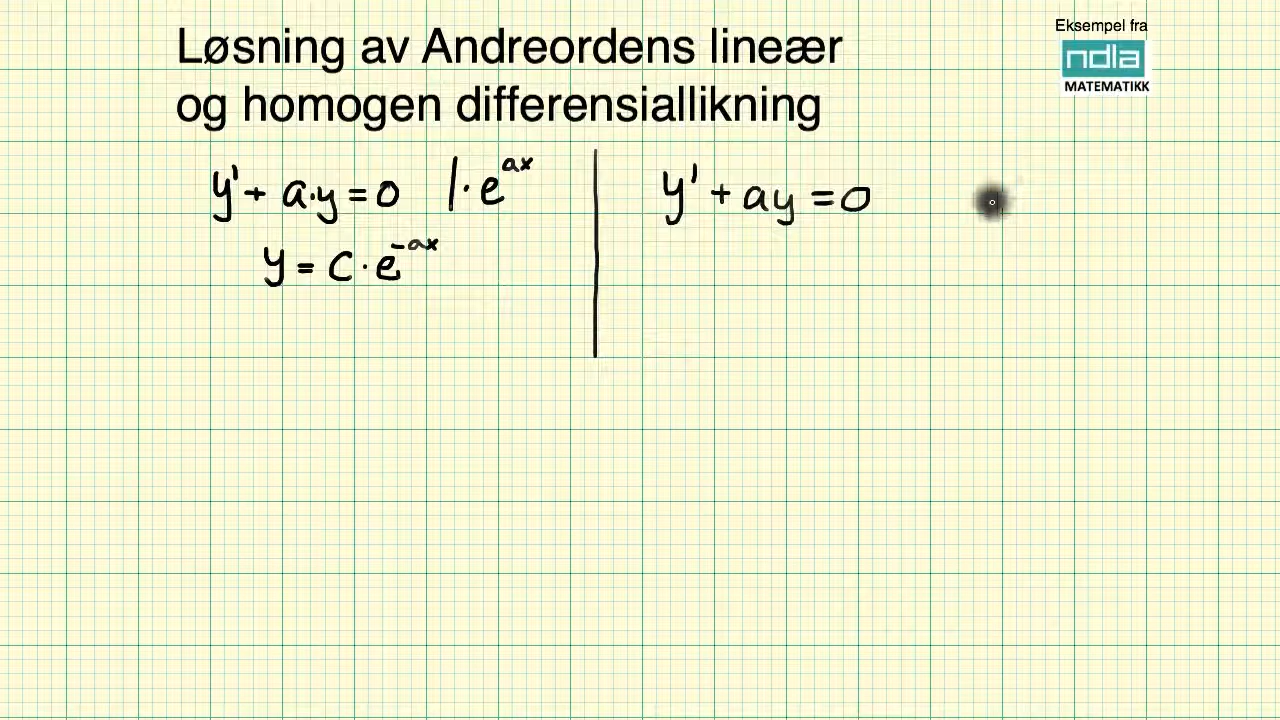 Løsning av Andreordens lineær
og homogen differensiallikning
Eksempel fra
ndla
MATEMATIKK
y' + a·y = 0 |· e^ax
y = C · e^-ax
y' + ay = 0